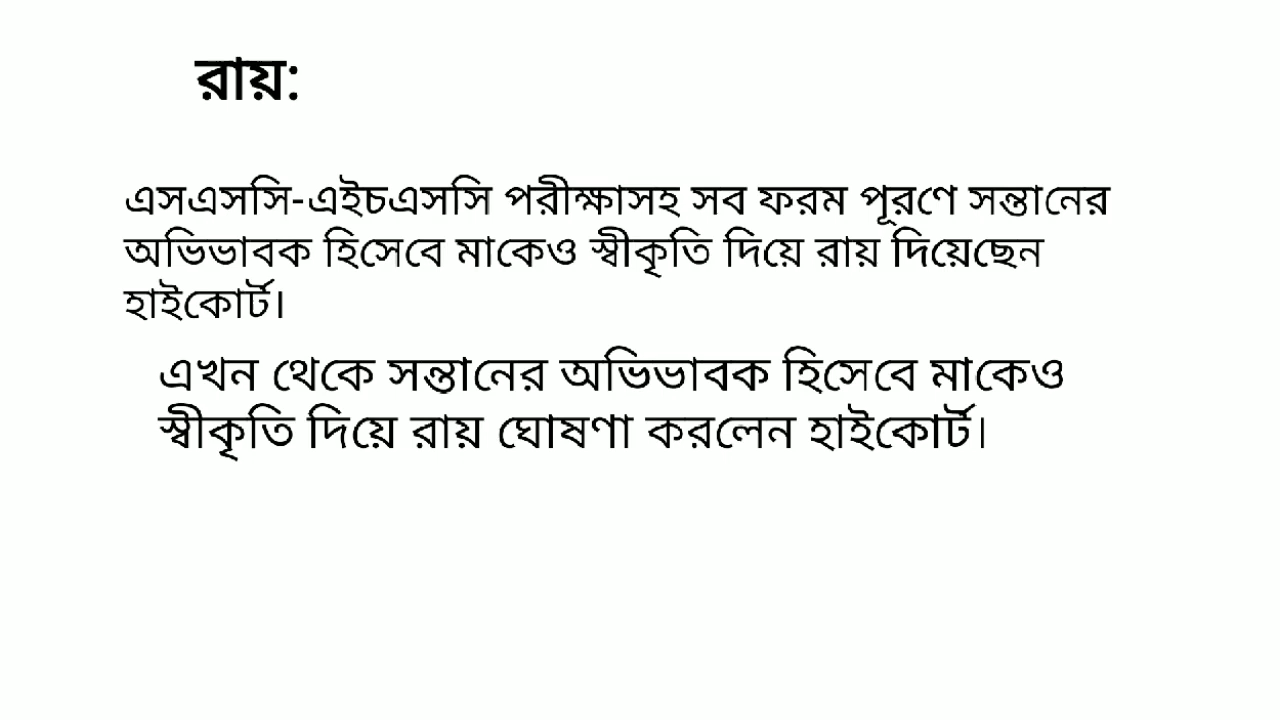 রায়:
এসএসসি-এইচএসসি পরীক্ষাসহ সব ফরম পূরণে সন্তানের
অভিভাবক হিসেবে মাকেও স্বীকৃতি দিয়ে রায় দিয়েছেন
হাইকোর্ট।
এখন থেকে সন্তানের অভিভাবক হিসেবে মাকেও
স্বীকৃতি দিয়ে রায় ঘোষণা করলেন হাইকোর্ট।